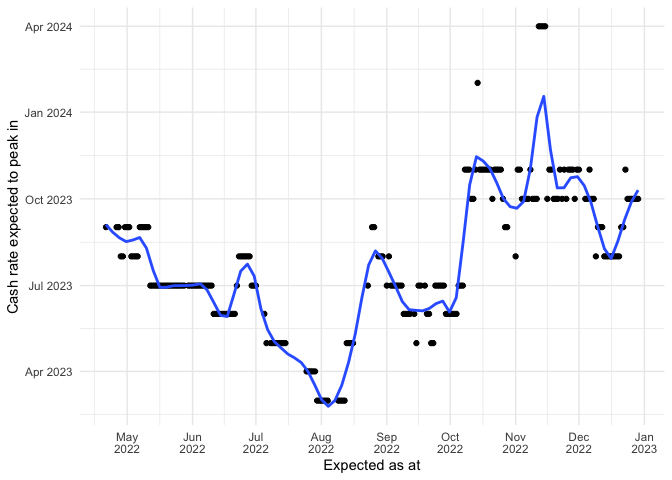 Cash rate expected to peak in
Apr 2024
Jan 2024
Oct 2023
Jul 2023
Apr 2023
May Jun Jul Aug Sep Oct Nov Dec Jan
2022 2022 2022 2022 2022 2022 2022 2022 2023
Expected as at